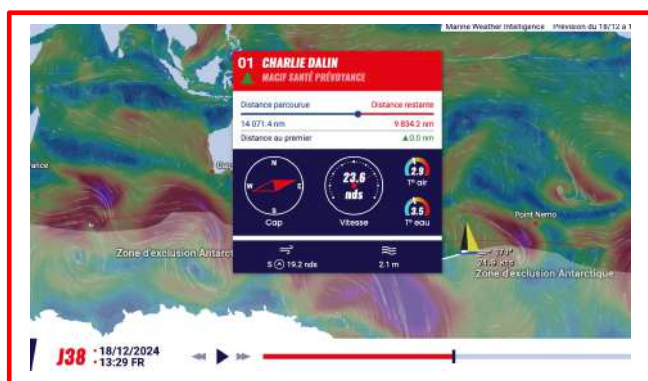 Marine Weather Intelligence Prévision du 18/12 à 1
01 CHARLIE DALIN
MACIF SANTÉ PRÉVOYANCE
Distance parcourue Distance restante
14 071.4 nm 9 834.2 nm
Distance au premier ▲0.0 nm
N
W E
S
Cap
23.6
nds
Vitesse
2.9
T° air
3.5
T° eau
S 19.2 nds 2.1 m
Point Nemo
Zone d'exclusion Antarct
Zone d'exclusion Antarctique
J38 18/12/2024
13:29 FR